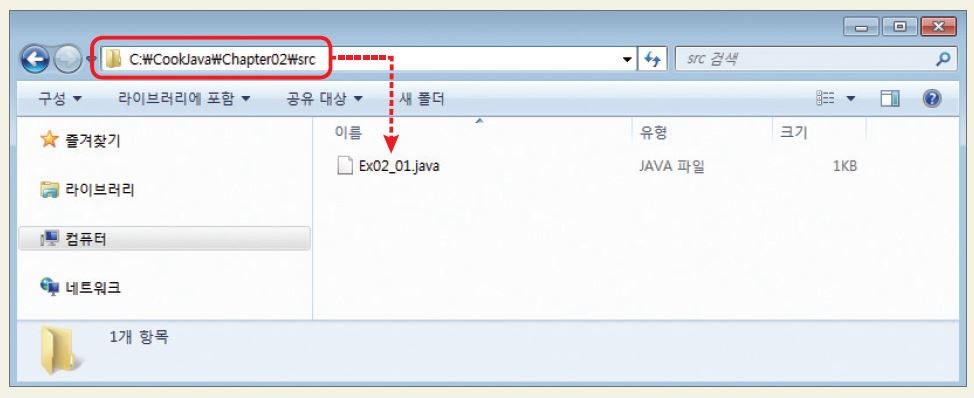 C:₩CookJava₩Chapter02₩src
src 검색
구성 라이브러리에 포함 공유 대상 새 폴더
즐겨찾기
라이브러리
컴퓨터
네트워크
이름 유형 크기
Ex02_01.java JAVA 파일 1KB
1개 항목